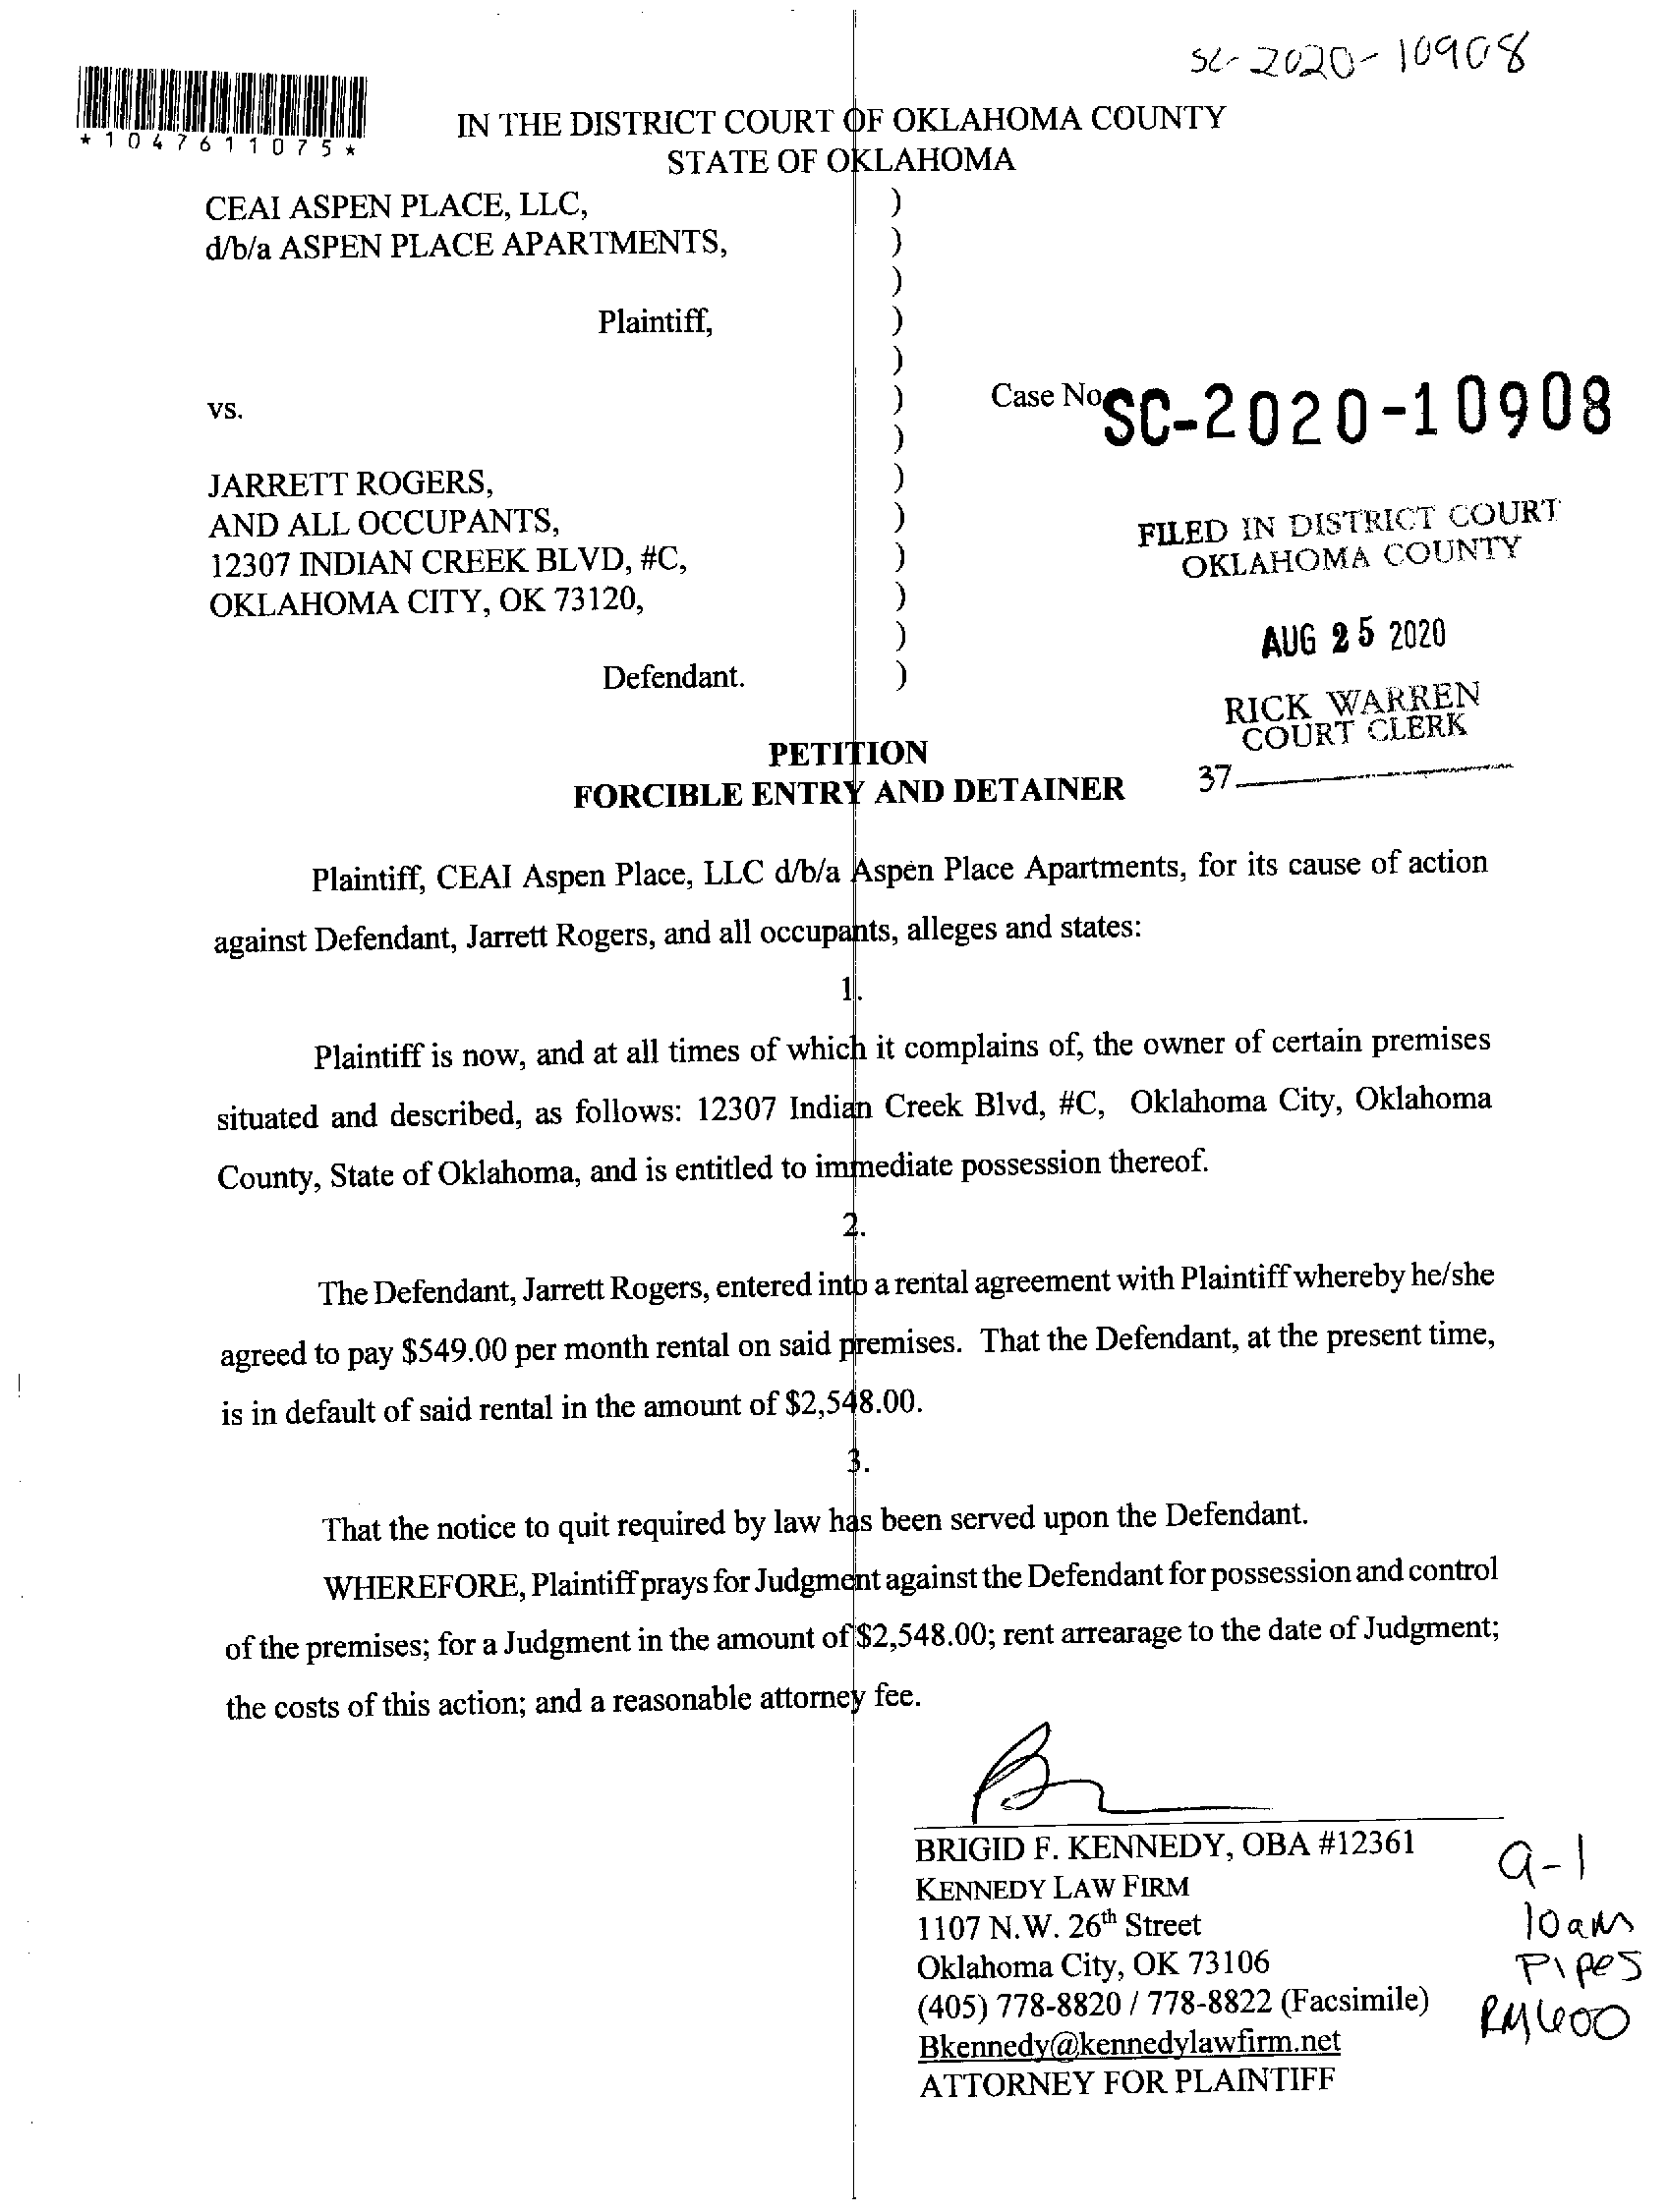 SC-2020-10908
*1047611075*
IN THE DISTRICT COURT OF OKLAHOMA COUNTY
STATE OF OKLAHOMA
CEAI ASPEN PLACE, LLC, )
d/b/a ASPEN PLACE APARTMENTS, )
)
Plaintiff, )
)
vs. ) Case No. SC-2020-10908
)
JARRETT ROGERS, )
AND ALL OCCUPANTS, )
12307 INDIAN CREEK BLVD, #C, )
OKLAHOMA CITY, OK 73120, )
)
Defendant. )
FILED IN DISTRICT COURT
OKLAHOMA COUNTY
AUG 25 2020
RICK WARREN
COURT CLERK
37
PETITION
FORCIBLE ENTRY AND DETAINER
Plaintiff, CEAI Aspen Place, LLC d/b/a Aspen Place Apartments, for its cause of action
against Defendant, Jarrett Rogers, and all occupants, alleges and states:
1.
Plaintiff is now, and at all times of which it complains of, the owner of certain premises
situated and described, as follows: 12307 Indian Creek Blvd, #C, Oklahoma City, Oklahoma
County, State of Oklahoma, and is entitled to immediate possession thereof.
2.
The Defendant, Jarrett Rogers, entered into a rental agreement with Plaintiff whereby he/she
agreed to pay $549.00 per month rental on said premises. That the Defendant, at the present time,
is in default of said rental in the amount of $2,548.00.
3.
That the notice to quit required by law has been served upon the Defendant.
WHEREFORE, Plaintiff prays for Judgment against the Defendant for possession and control
of the premises; for a Judgment in the amount of $2,548.00; rent arrearage to the date of Judgment;
the costs of this action; and a reasonable attorney fee.
BRIGID F. KENNEDY, OBA #12361
KENNEDY LAW FIRM
1107 N.W. 26th Street
Oklahoma City, OK 73106
(405) 778-8820 / 778-8822 (Facsimile)
Bkennedy@kennedylawfirm.net
ATTORNEY FOR PLAINTIFF
9-1
10am
Pipes
RM 600